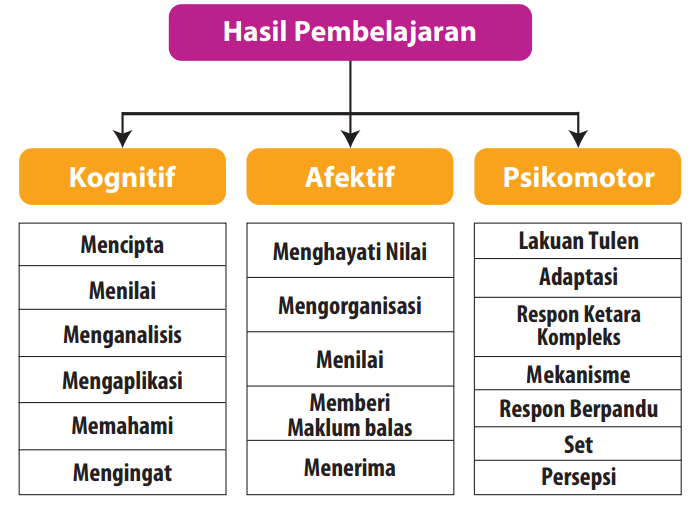 Hasil Pembelajaran
Kognitif
Mencipta
Menilai
Menganalisis
Mengaplikasi
Memahami
Mengingat
Afektif
Menghayati Nilai
Mengorganisasi
Menilai
Memberi
Maklum balas
Menerima
Psikomotor
Lakuan Tulen
Adaptasi
Respon Ketara
Kompleks
Mekanisme
Respon Berpandu
Set
Persepsi